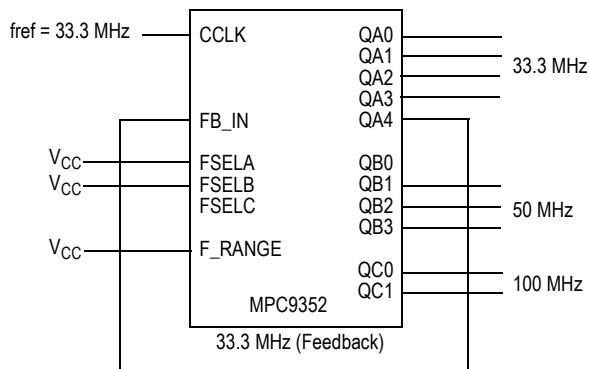 fref = 33.3 MHz
CCLK
FB_IN
VCC
FSELA
VCC
FSELB
FSELC
VCC
F_RANGE
QA0
QA1
QA2
QA3
QA4
33.3 MHz
QB0
QB1
QB2
QB3
50 MHz
QC0
QC1
100 MHz
MPC9352
33.3 MHz (Feedback)